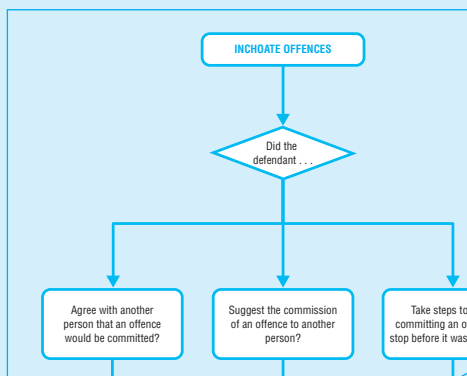 INCHOATE OFFENCES
Did the
defendant . . .
Agree with another
person that an offence
would be committed?
Suggest the commission
of an offence to another
person?
Take steps to
committing an o
stop before it was